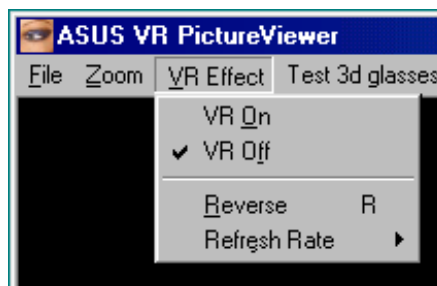 ASUS VR PictureViewer
File Zoom VR Effect Test 3d glasses
VR On
VR Off
Reverse R
Refresh Rate